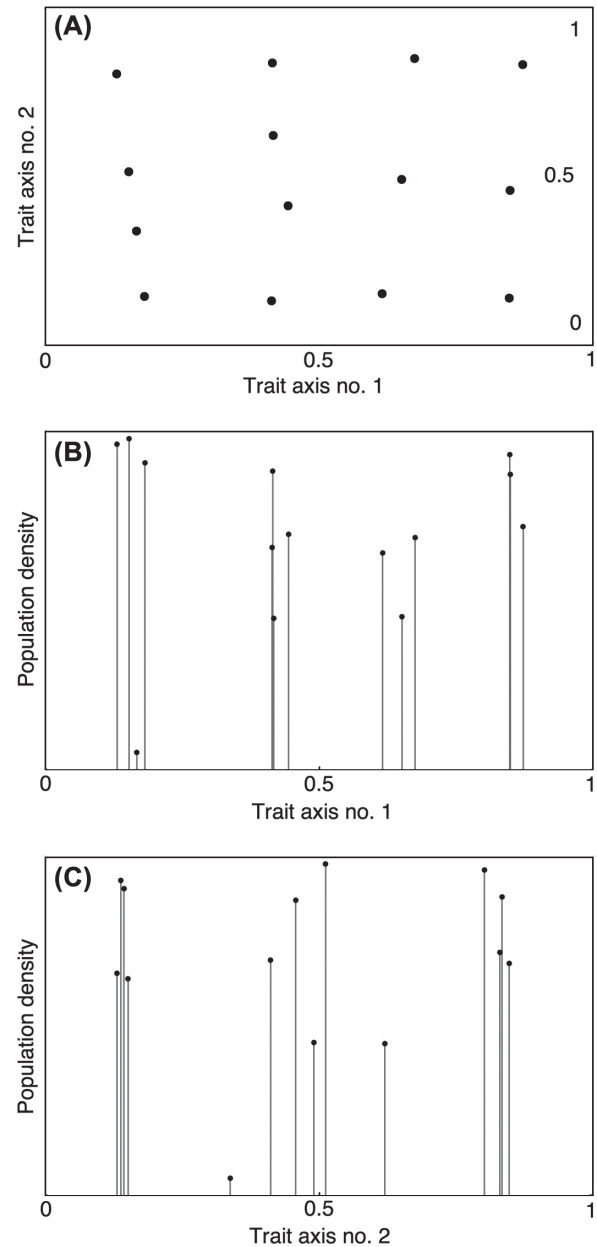 (A)
1
Trait axis no. 2
0.5
0
0 0.5 1
Trait axis no. 1
(B)
Population density
0 0.5 1
Trait axis no. 1
(C)
Population density
0 0.5 1
Trait axis no. 2